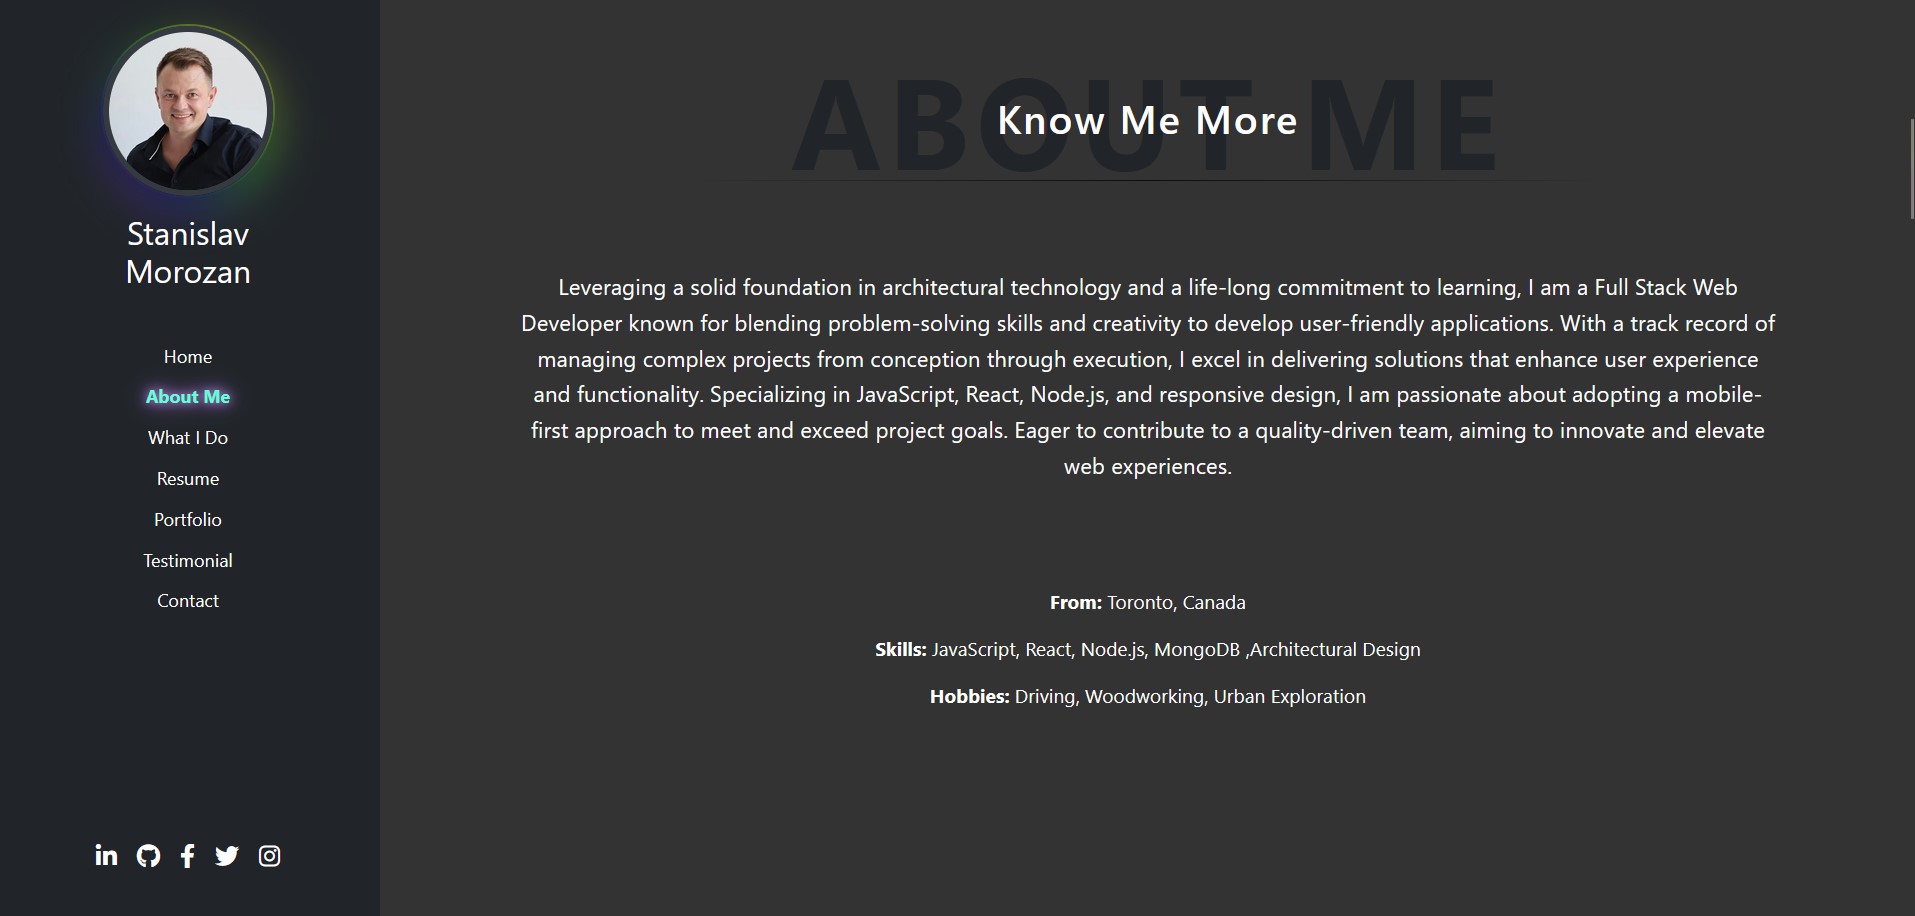 Stanislav
Morozan
Home
About Me
What I Do
Resume
Portfolio
Testimonial
Contact
ABOUT ME
Know Me More
Leveraging a solid foundation in architectural technology and a life-long commitment to learning, I am a Full Stack Web
Developer known for blending problem-solving skills and creativity to develop user-friendly applications. With a track record of
managing complex projects from conception through execution, I excel in delivering solutions that enhance user experience
and functionality. Specializing in JavaScript, React, Node.js, and responsive design, I am passionate about adopting a mobile-
first approach to meet and exceed project goals. Eager to contribute to a quality-driven team, aiming to innovate and elevate
web experiences.
From: Toronto, Canada
Skills: JavaScript, React, Node.js, MongoDB ,Architectural Design
Hobbies: Driving, Woodworking, Urban Exploration